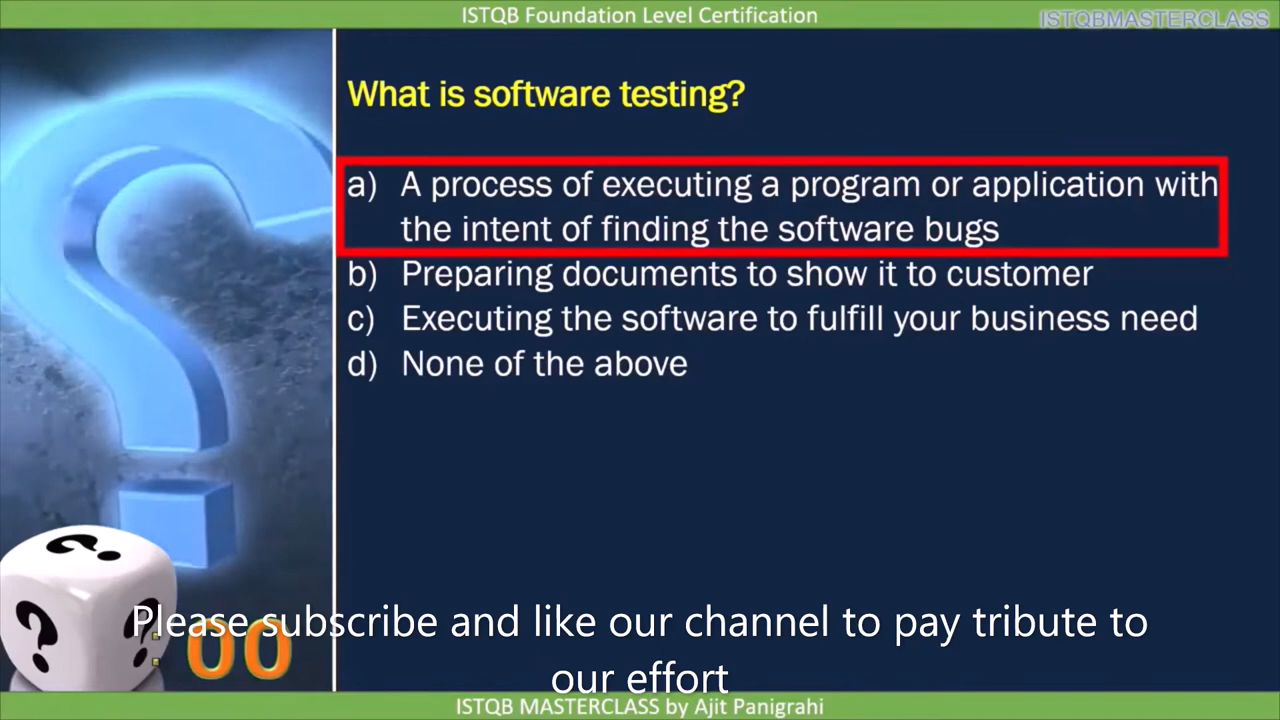 ISTQB Foundation Level Certification
ISTQBMASTERCLASS
What is software testing?
a) A process of executing a program or application with
the intent of finding the software bugs
b) Preparing documents to show it to customer
c) Executing the software to fulfill your business need
d) None of the above
? ? ?
: 00
Please subscribe and like our channel to pay tribute to
our effort
ISTQB MASTERCLASS by Ajit Panigrahi